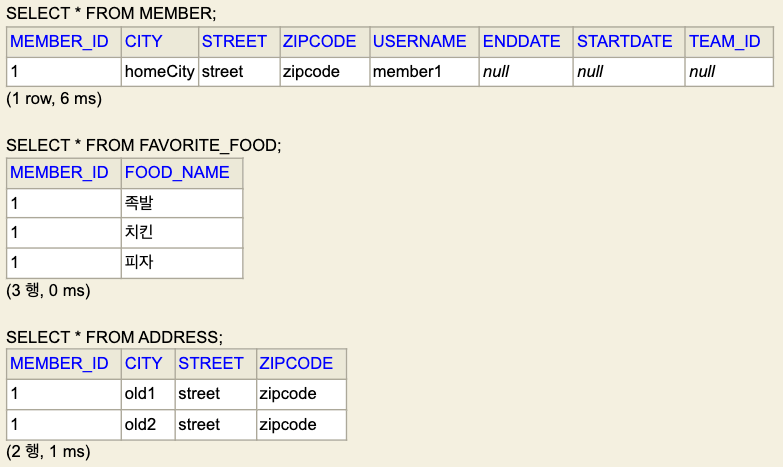 SELECT * FROM MEMBER;
MEMBER_ID CITY STREET ZIPCODE USERNAME ENDDATE STARTDATE TEAM_ID
1 homeCity street zipcode member1 null null null
(1 row, 6 ms)
SELECT * FROM FAVORITE_FOOD;
MEMBER_ID FOOD_NAME
1 족발
1 치킨
1 피자
(3 행, 0 ms)
SELECT * FROM ADDRESS;
MEMBER_ID CITY STREET ZIPCODE
1 old1 street zipcode
1 old2 street zipcode
(2 행, 1 ms)